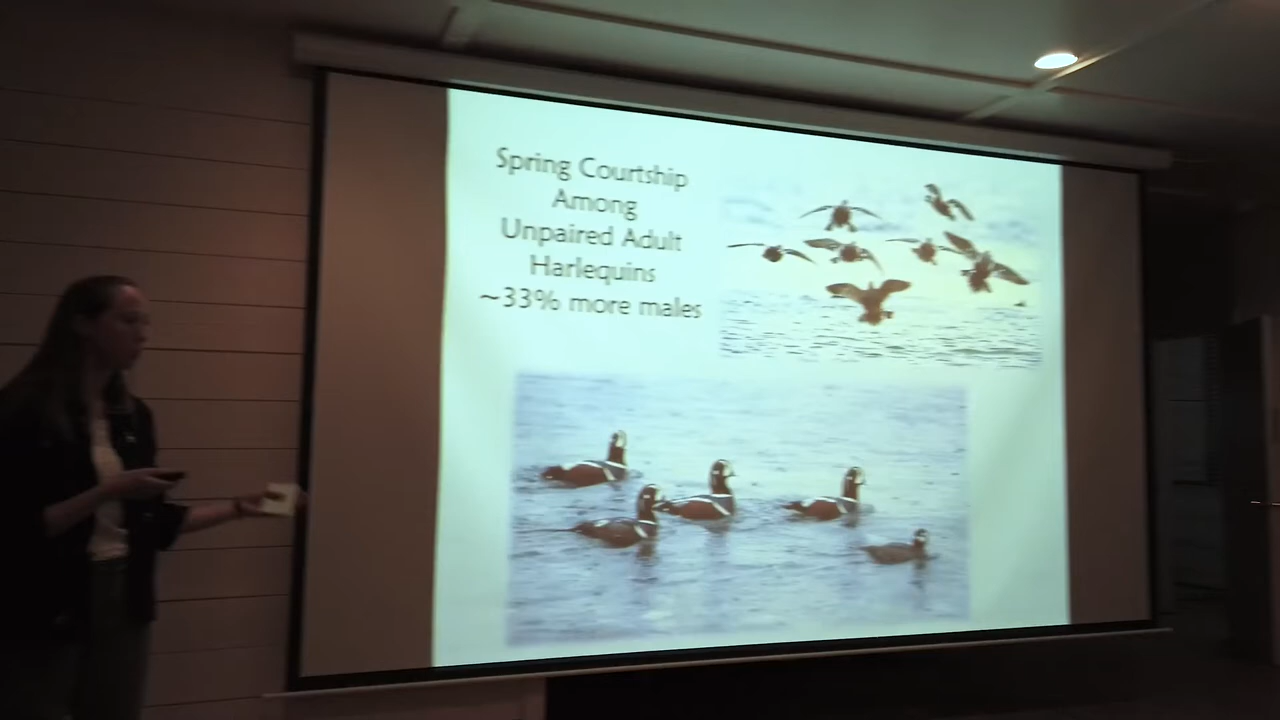 Spring Courtship
Among
Unpaired Adult
Harlequins
~33% more males